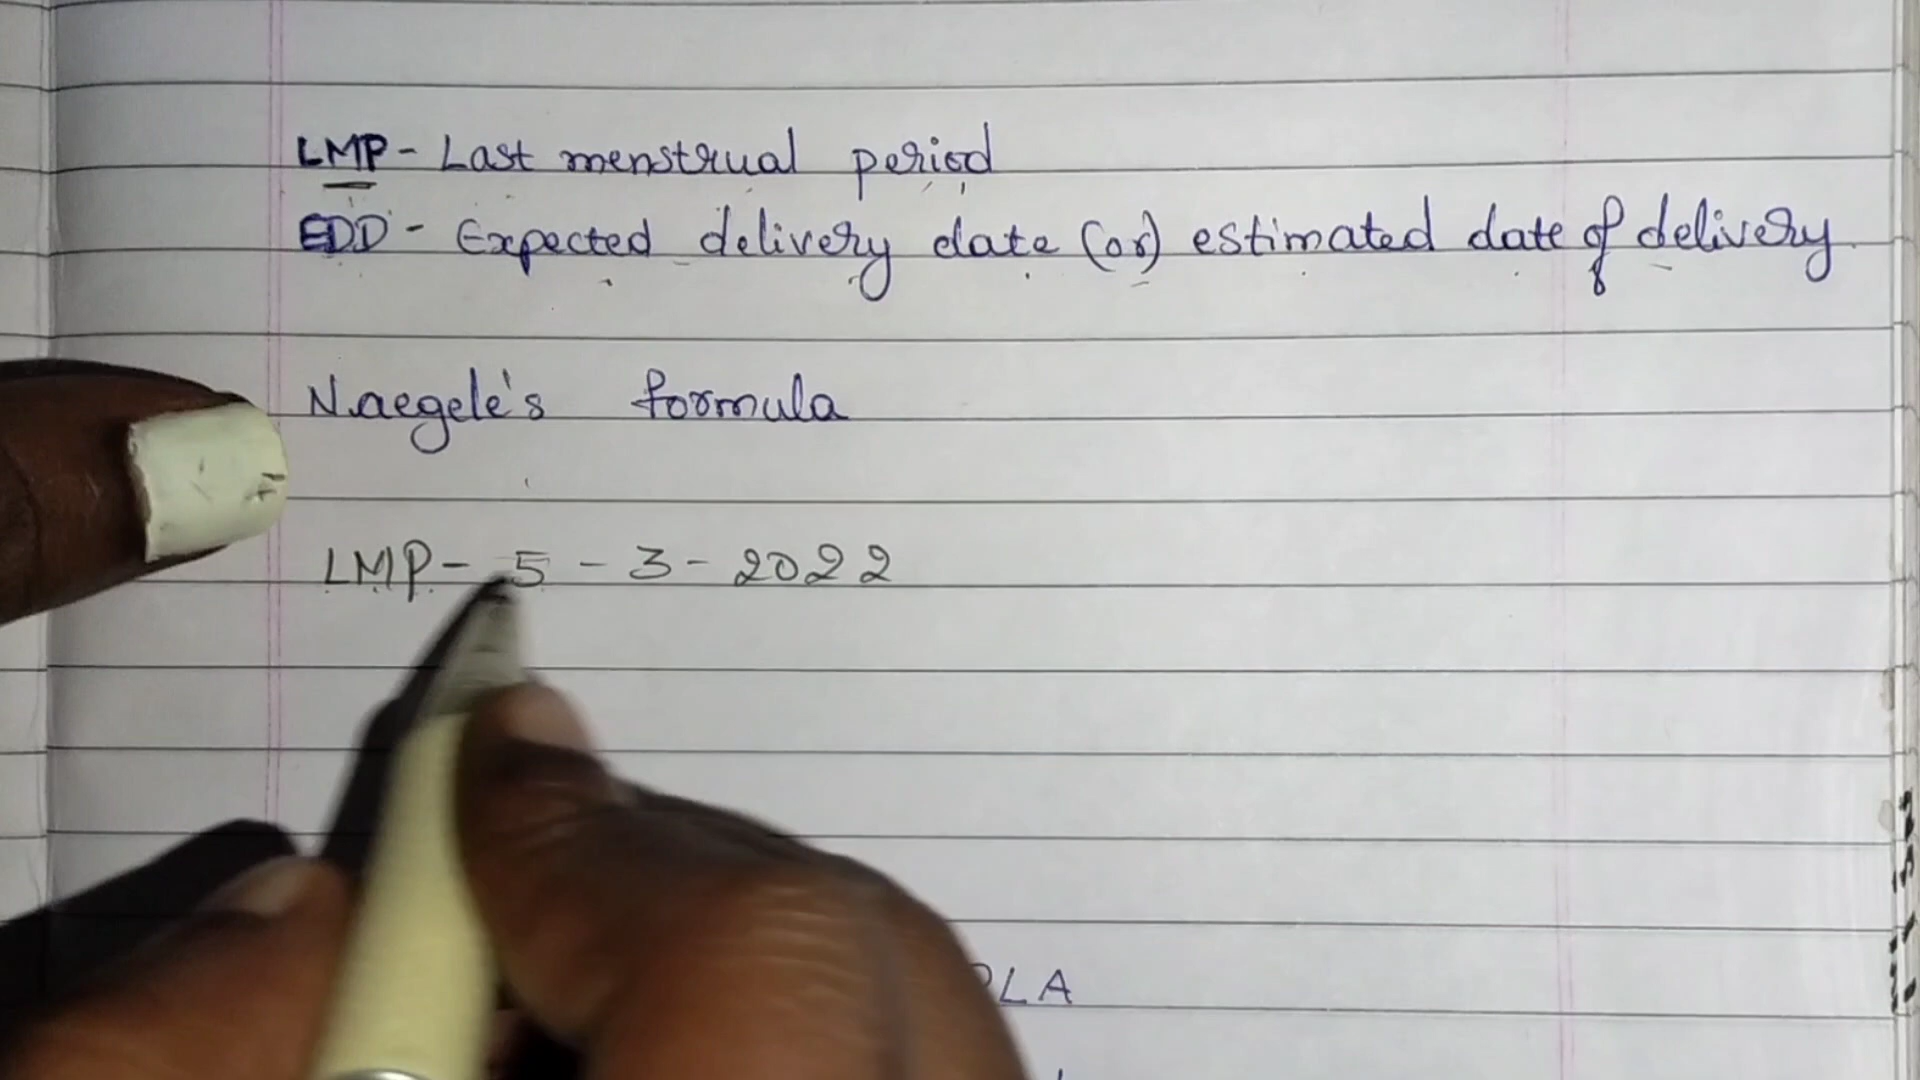 LMP - Last menstrual period
EDD - Expected delivery date (or) estimated date of delivery
Naegele's formula
LMP - 5 - 3 - 2022
LA